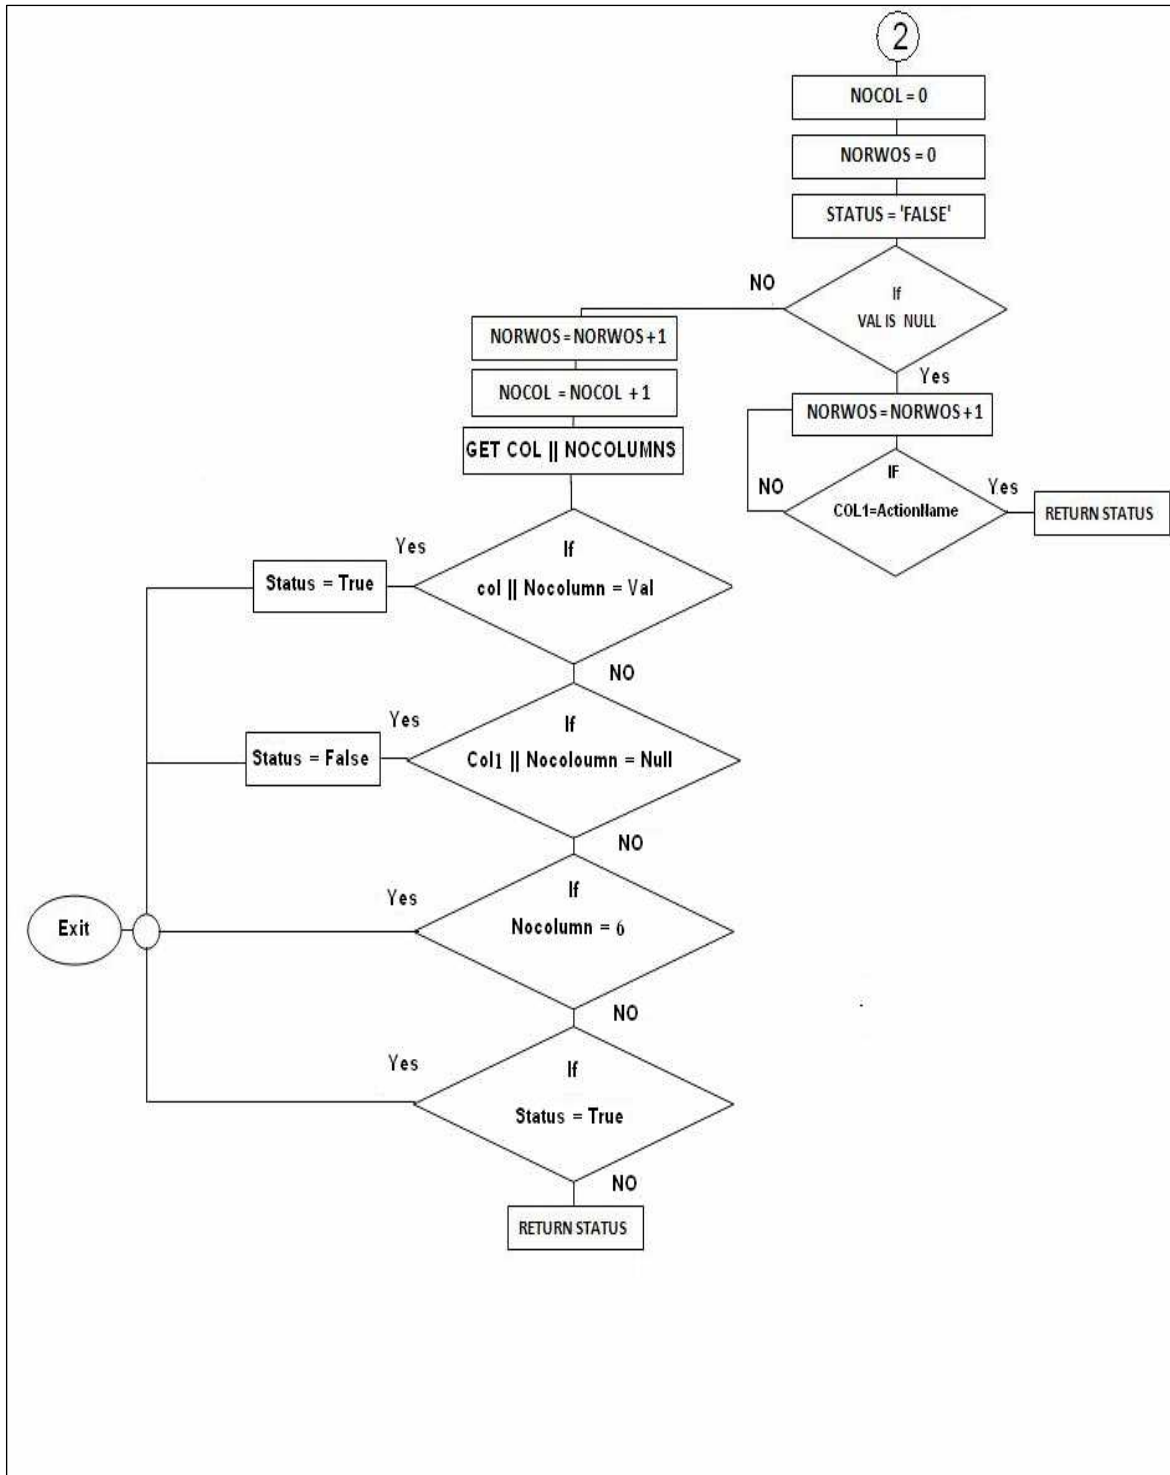 2
NOCOL = 0
NORWOS = 0
STATUS = 'FALSE'
If
VAL IS NULL
NO
Yes
NORWOS = NORWOS + 1
IF
COL1=ActionName
NO
Yes
RETURN STATUS
NORWOS = NORWOS + 1
NOCOL = NOCOL + 1
GET COL || NOCOLUMNS
If
col || Nocolumn = Val
Yes
Status = True
NO
If
Col1 || Nocoloumn = Null
Yes
Status = False
NO
If
Nocolumn = 6
Yes
Exit
NO
If
Status = True
Yes
NO
RETURN STATUS